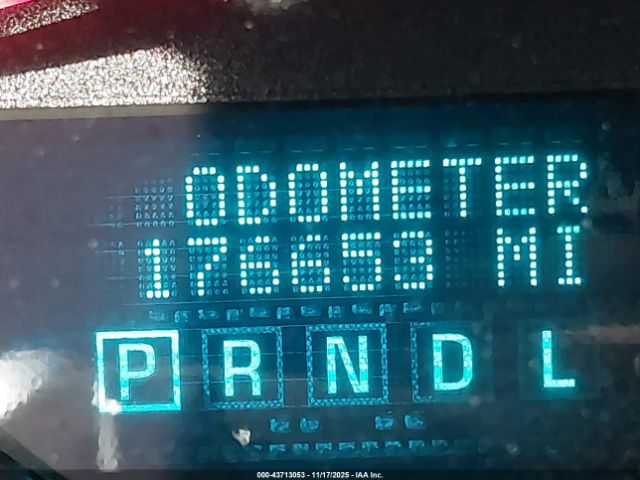 ODOMETER
176653 MI
P R N D L
000-43713053 - 11/17/2025 - IAA Inc.